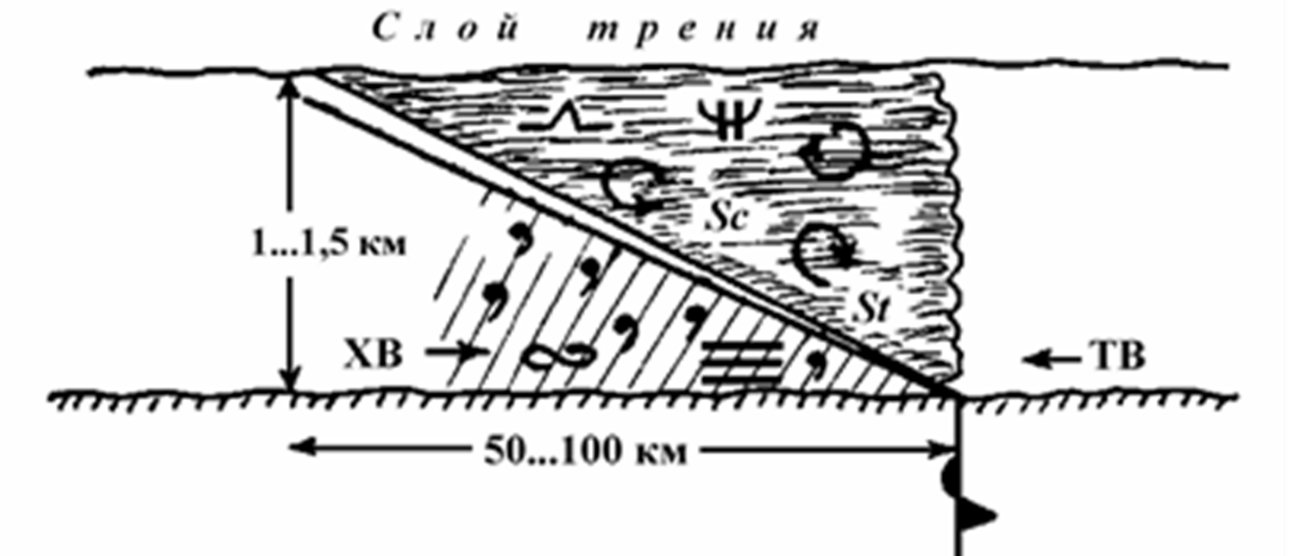 Слой трения
Sc
1...1,5 км
St
ХВ
ТВ
50...100 км